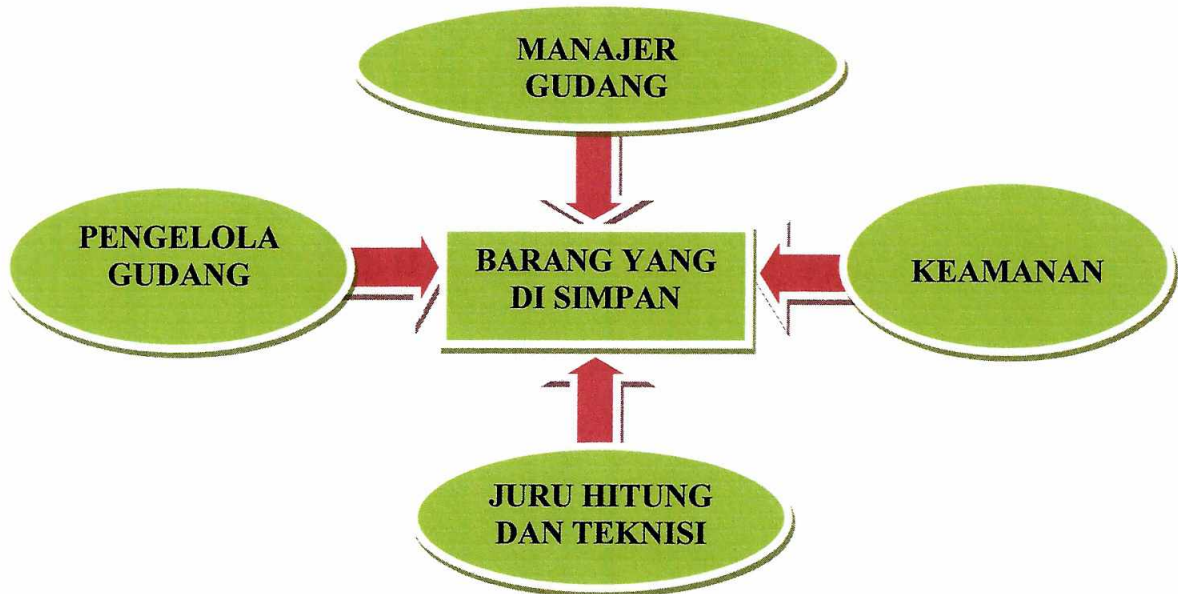 MANAJER
GUDANG
PENGELOLA
GUDANG
BARANG YANG
DI SIMPAN
KEAMANAN
JURU HITUNG
DAN TEKNISI